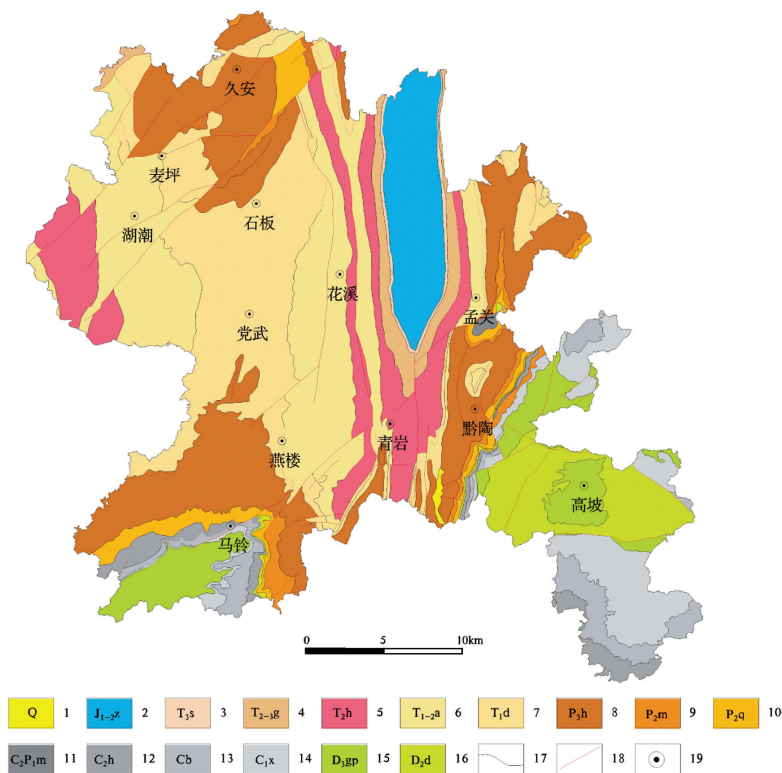 久安
麦坪
石板
湖潮
花溪
党武
孟关
黔陶
青岩
燕楼
高坡
马铃
0 5 10km
Q 1 J₁₋₂z 2 T₃s 3 T₂₋₃g 4 T₂h 5 T₁₋₂a 6 T₁d 7 P₃h 8 P₂m 9 P₂q 10
C₂P₁m 11 C₂h 12 Cb 13 C₁x 14 D₃gp 15 D₂d 16 17 18 19